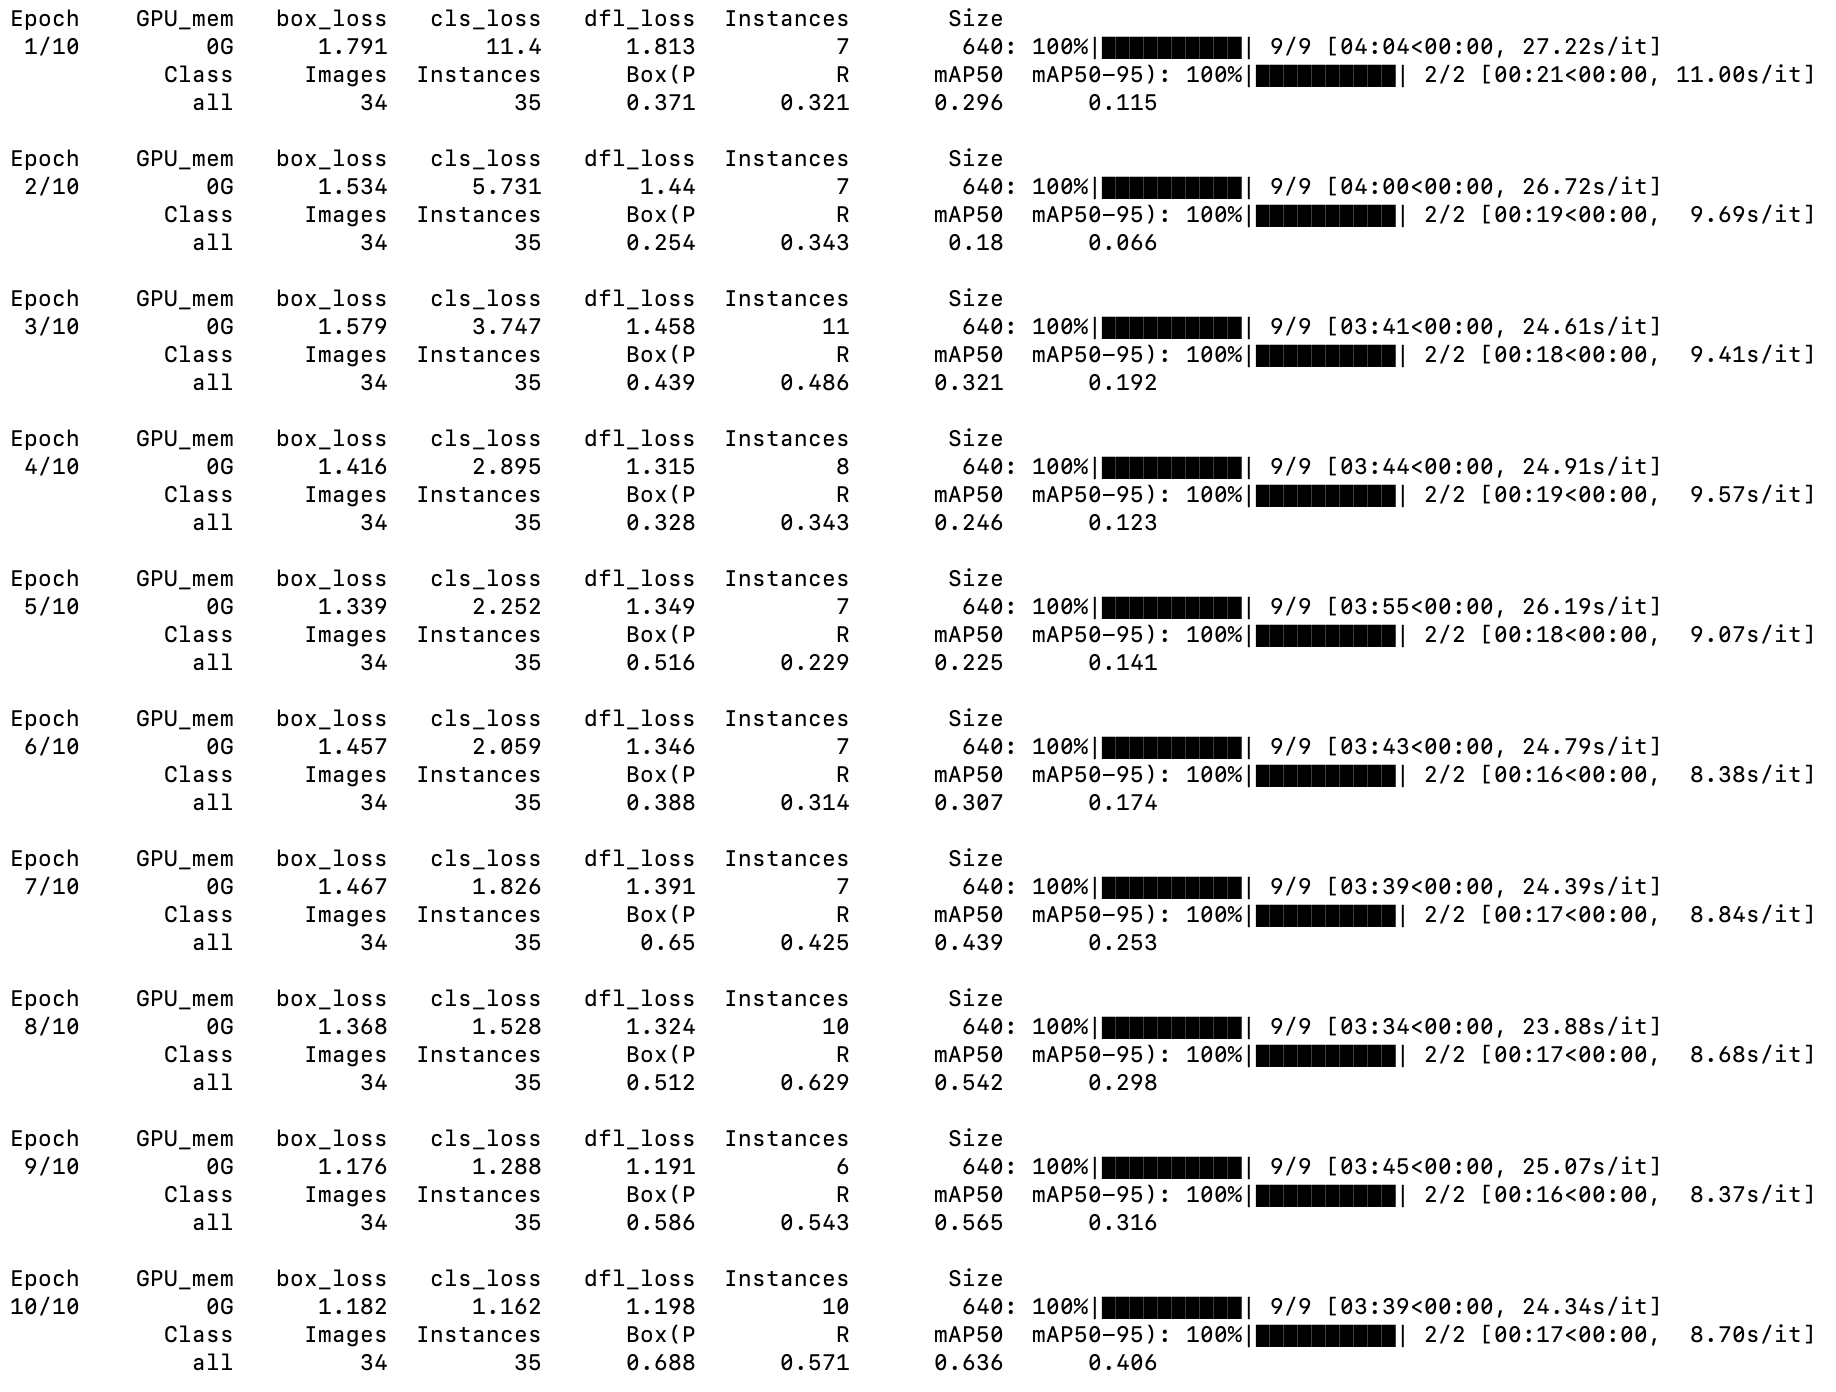 Epoch GPU_mem box_loss cls_loss dfl_loss Instances Size
1/10 0G 1.791 11.4 1.813 7 640: 100%|██████████| 9/9 [04:04<00:00, 27.22s/it]
Class Images Instances Box(P R mAP50 mAP50-95): 100%|██████████| 2/2 [00:21<00:00, 11.00s/it]
all 34 35 0.371 0.321 0.296 0.115
Epoch GPU_mem box_loss cls_loss dfl_loss Instances Size
2/10 0G 1.534 5.731 1.44 7 640: 100%|██████████| 9/9 [04:00<00:00, 26.72s/it]
Class Images Instances Box(P R mAP50 mAP50-95): 100%|██████████| 2/2 [00:19<00:00, 9.69s/it]
all 34 35 0.254 0.343 0.18 0.066
Epoch GPU_mem box_loss cls_loss dfl_loss Instances Size
3/10 0G 1.579 3.747 1.458 11 640: 100%|██████████| 9/9 [03:41<00:00, 24.61s/it]
Class Images Instances Box(P R mAP50 mAP50-95): 100%|██████████| 2/2 [00:18<00:00, 9.41s/it]
all 34 35 0.439 0.486 0.321 0.192
Epoch GPU_mem box_loss cls_loss dfl_loss Instances Size
4/10 0G 1.416 2.895 1.315 8 640: 100%|██████████| 9/9 [03:44<00:00, 24.91s/it]
Class Images Instances Box(P R mAP50 mAP50-95): 100%|██████████| 2/2 [00:19<00:00, 9.57s/it]
all 34 35 0.328 0.343 0.246 0.123
Epoch GPU_mem box_loss cls_loss dfl_loss Instances Size
5/10 0G 1.339 2.252 1.349 7 640: 100%|██████████| 9/9 [03:55<00:00, 26.19s/it]
Class Images Instances Box(P R mAP50 mAP50-95): 100%|██████████| 2/2 [00:18<00:00, 9.07s/it]
all 34 35 0.516 0.229 0.225 0.141
Epoch GPU_mem box_loss cls_loss dfl_loss Instances Size
6/10 0G 1.457 2.059 1.346 7 640: 100%|██████████| 9/9 [03:43<00:00, 24.79s/it]
Class Images Instances Box(P R mAP50 mAP50-95): 100%|██████████| 2/2 [00:16<00:00, 8.38s/it]
all 34 35 0.388 0.314 0.307 0.174
Epoch GPU_mem box_loss cls_loss dfl_loss Instances Size
7/10 0G 1.467 1.826 1.391 7 640: 100%|██████████| 9/9 [03:39<00:00, 24.39s/it]
Class Images Instances Box(P R mAP50 mAP50-95): 100%|██████████| 2/2 [00:17<00:00, 8.84s/it]
all 34 35 0.65 0.425 0.439 0.253
Epoch GPU_mem box_loss cls_loss dfl_loss Instances Size
8/10 0G 1.368 1.528 1.324 10 640: 100%|██████████| 9/9 [03:34<00:00, 23.88s/it]
Class Images Instances Box(P R mAP50 mAP50-95): 100%|██████████| 2/2 [00:17<00:00, 8.68s/it]
all 34 35 0.512 0.629 0.542 0.298
Epoch GPU_mem box_loss cls_loss dfl_loss Instances Size
9/10 0G 1.176 1.288 1.191 6 640: 100%|██████████| 9/9 [03:45<00:00, 25.07s/it]
Class Images Instances Box(P R mAP50 mAP50-95): 100%|██████████| 2/2 [00:16<00:00, 8.37s/it]
all 34 35 0.586 0.543 0.565 0.316
Epoch GPU_mem box_loss cls_loss dfl_loss Instances Size
10/10 0G 1.182 1.162 1.198 10 640: 100%|██████████| 9/9 [03:39<00:00, 24.34s/it]
Class Images Instances Box(P R mAP50 mAP50-95): 100%|██████████| 2/2 [00:17<00:00, 8.70s/it]
all 34 35 0.688 0.571 0.636 0.406